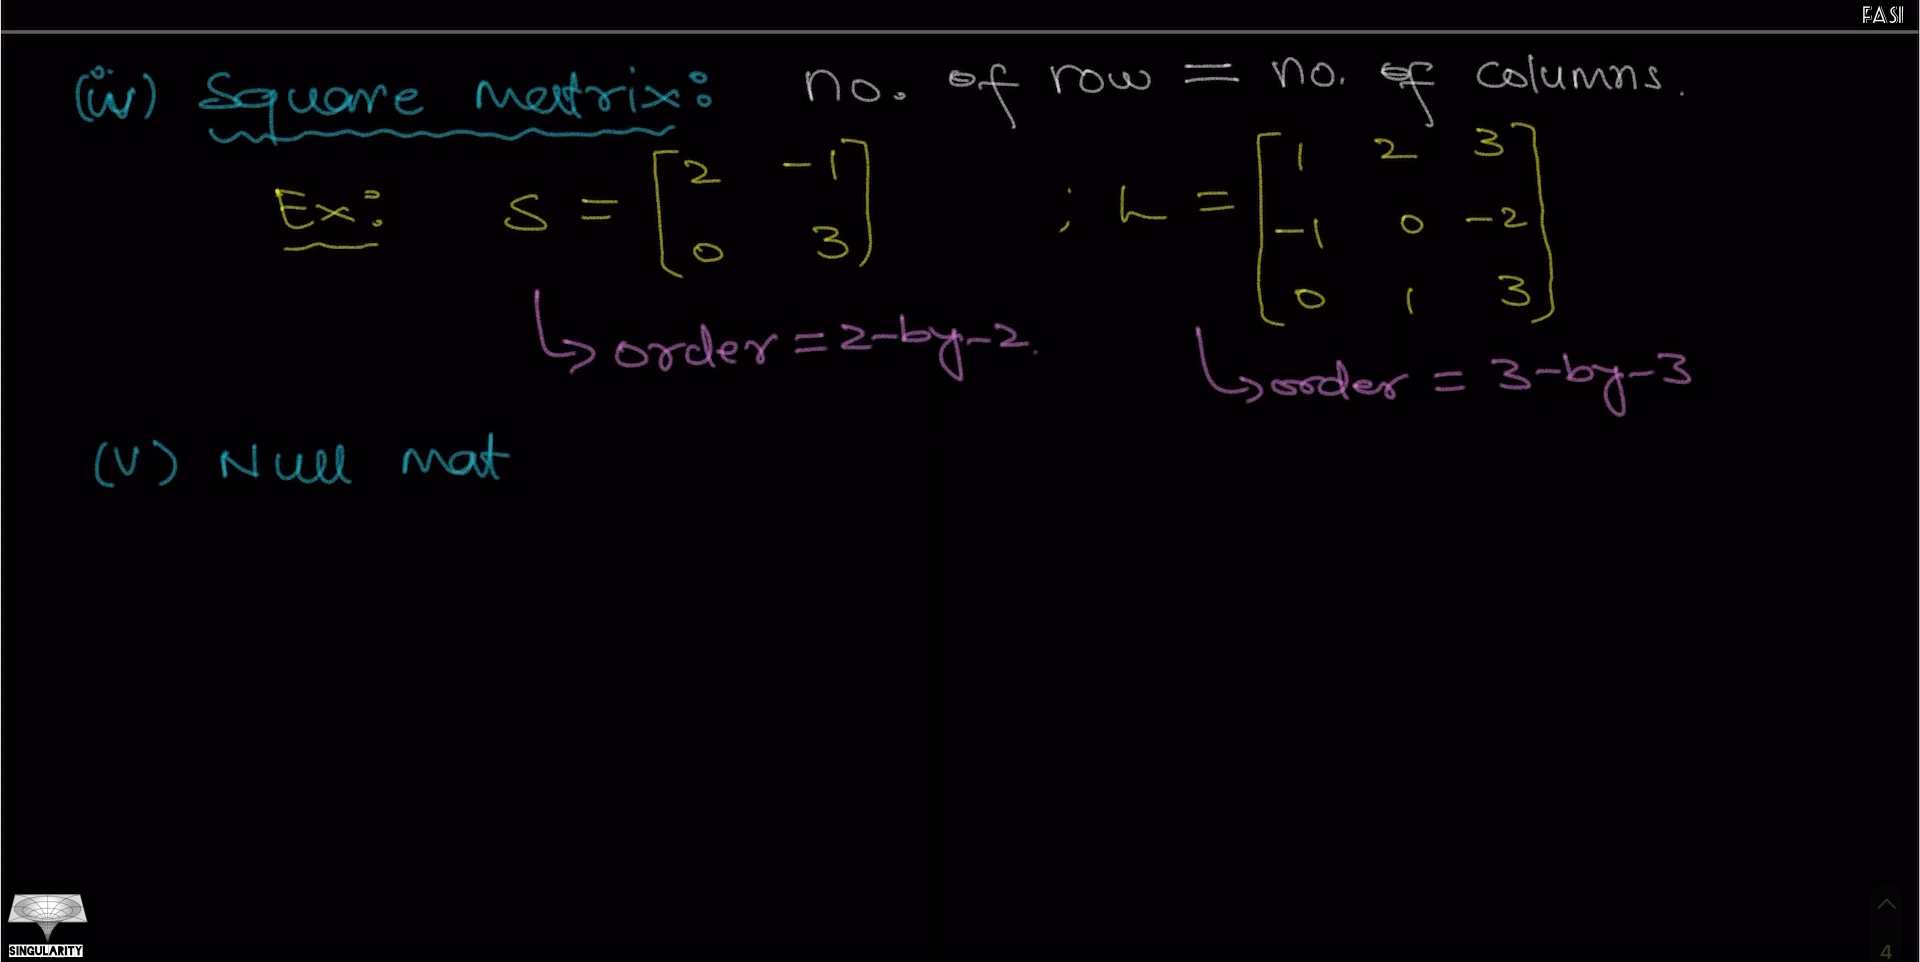 FASI
(iv) Square matrix: no. of row = no. of columns.
Ex: S = [2 -1 ; L = [1 2 3
-1 0 -2
0 3] 0 1 3]
order = 2-by-2.
order = 3-by-3
(v) Null mat
SINGULARITY
4